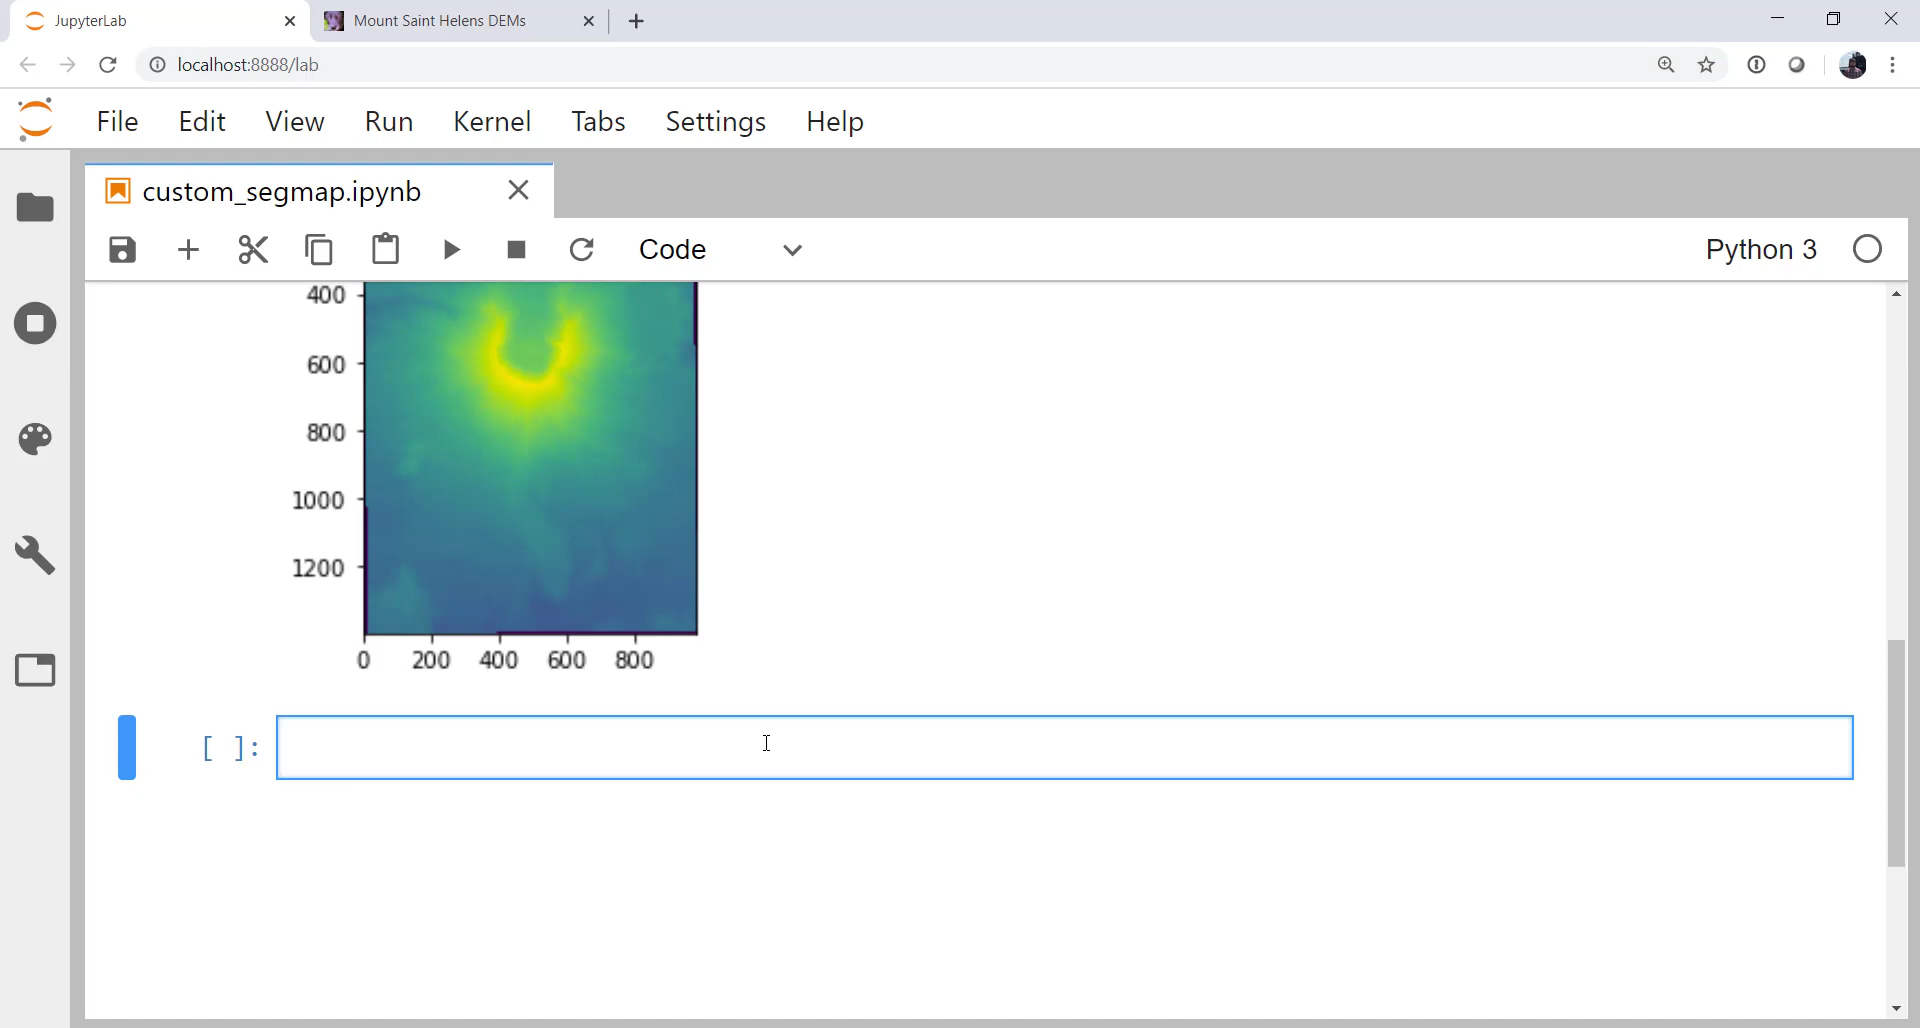 JupyterLab
Mount Saint Helens DEMs
localhost:8888/lab
File Edit View Run Kernel Tabs Settings Help
custom_segmap.ipynb
Code
Python 3
400
600
800
1000
1200
0 200 400 600 800
[ ]: